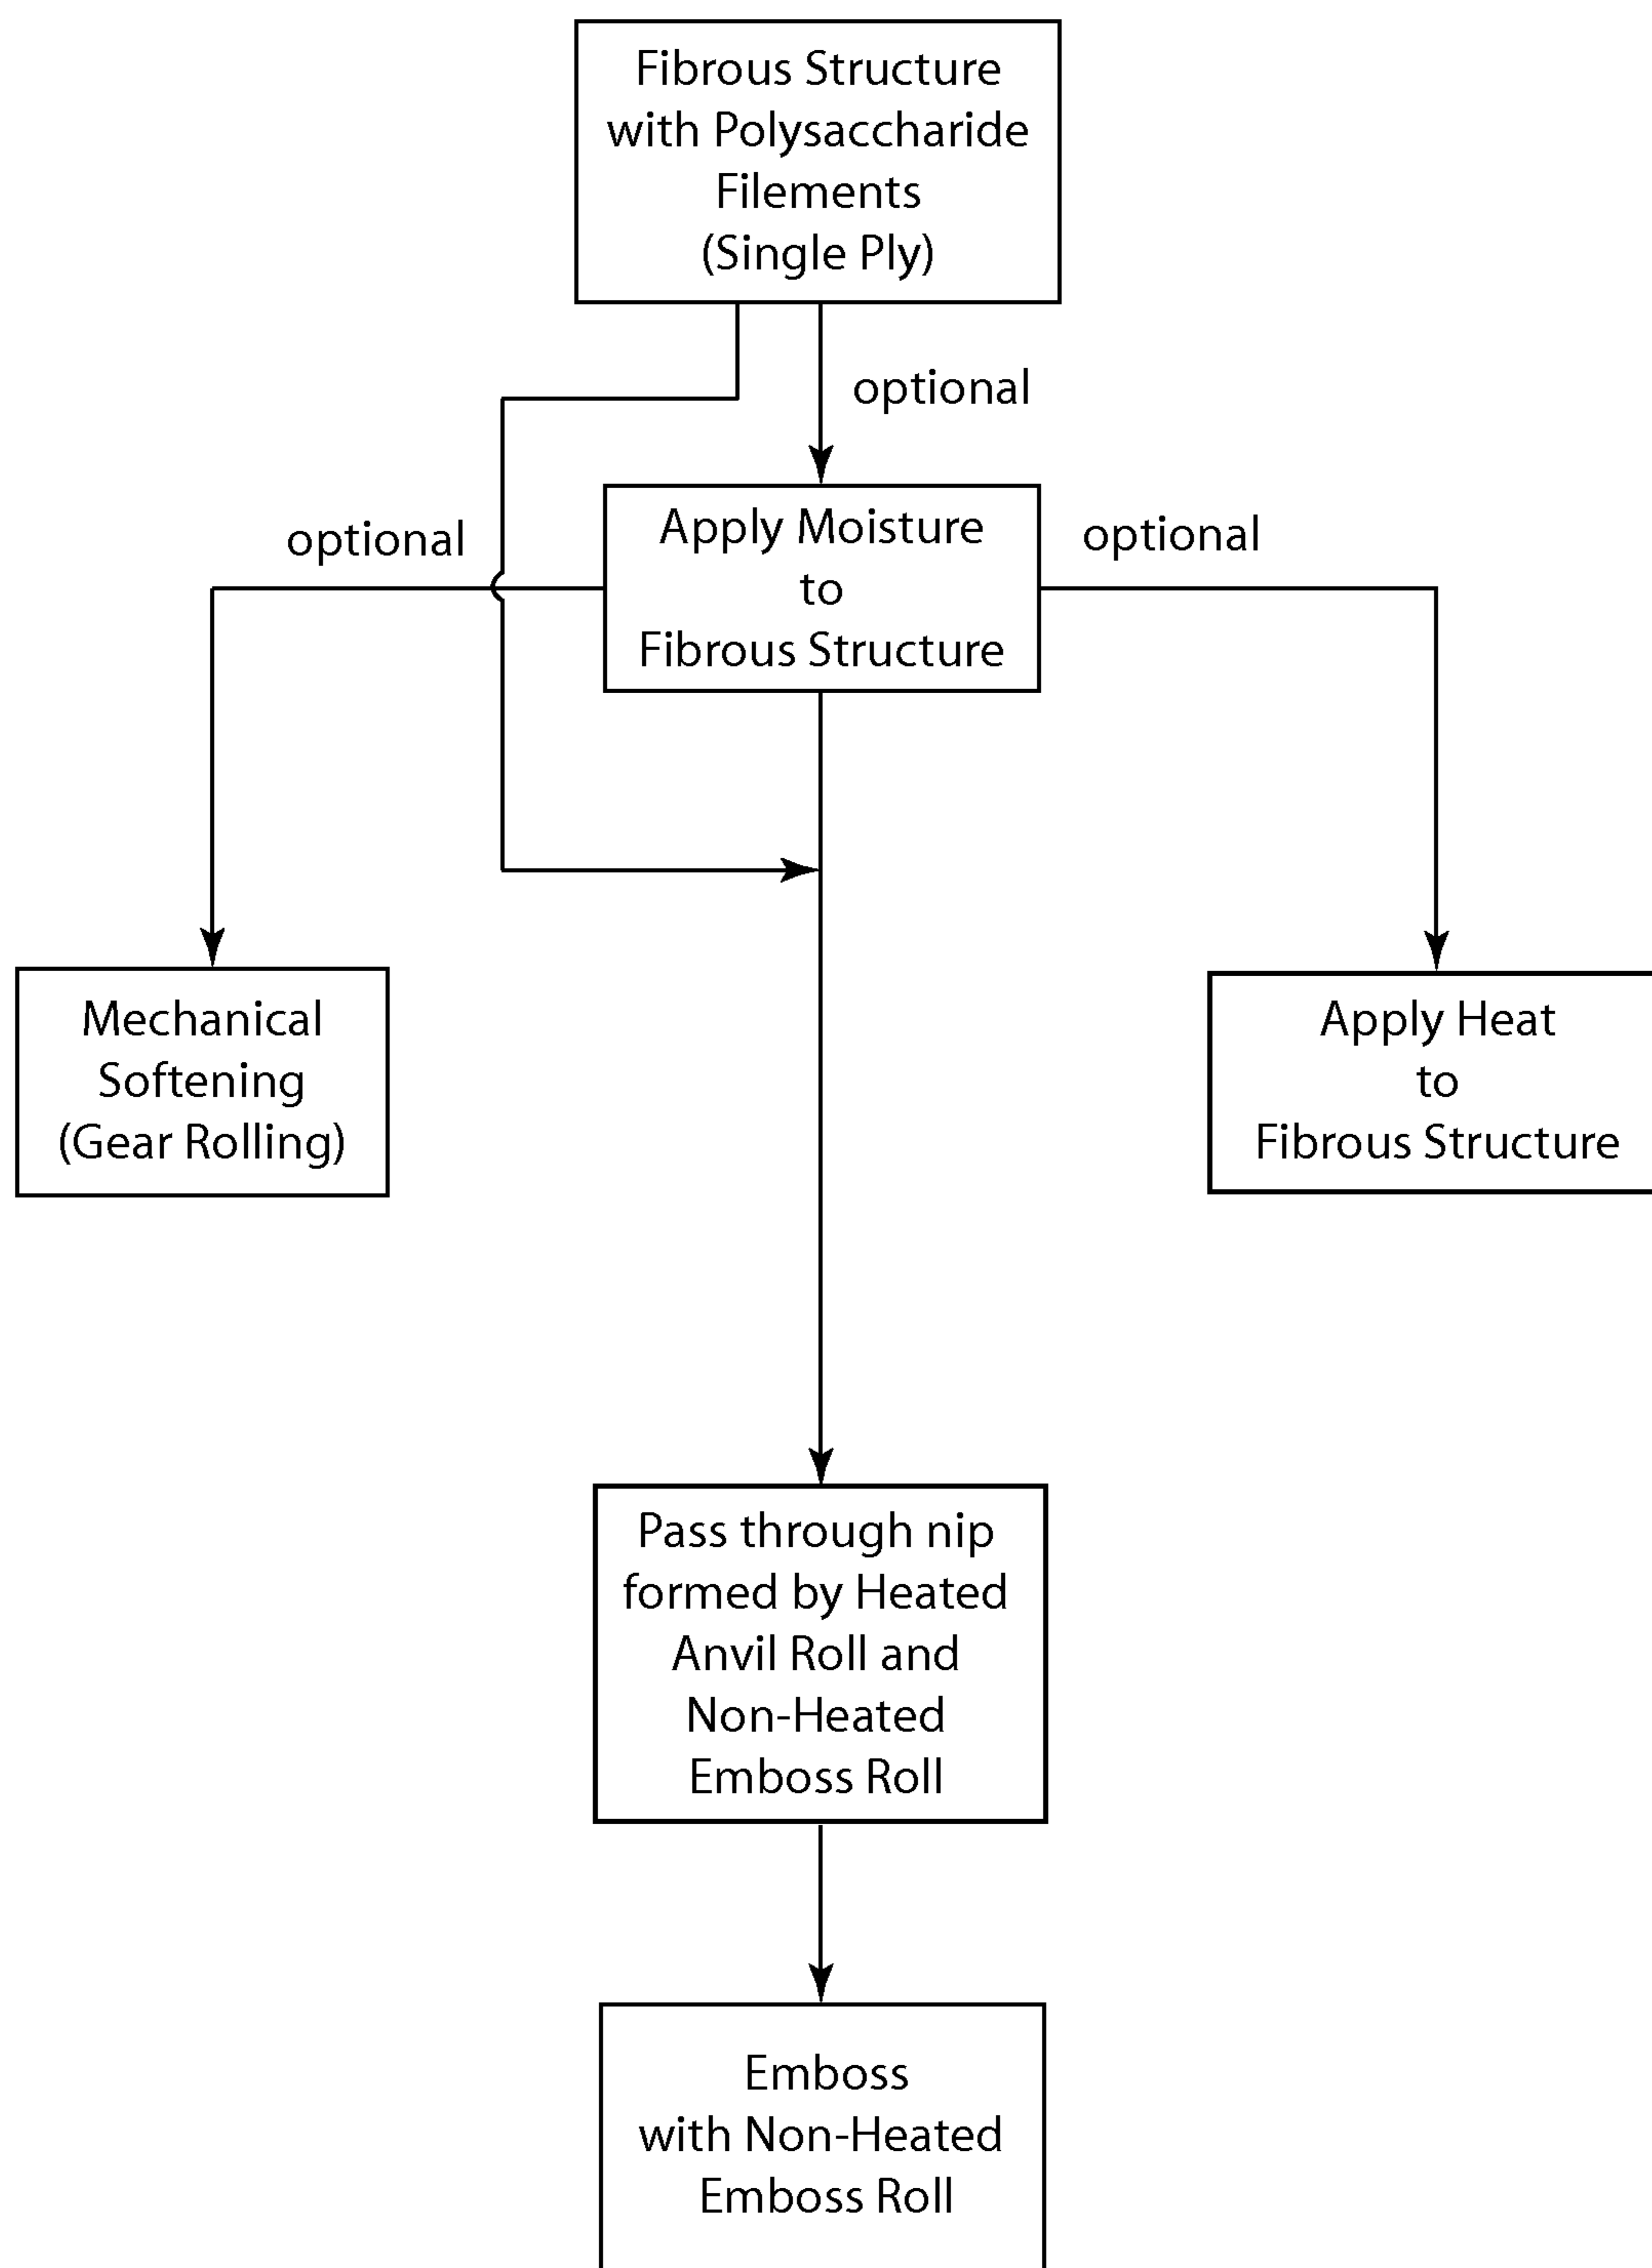 Fibrous Structure
with Polysaccharide
Filements
(Single Ply)
optional
optional
Apply Moisture
to
Fibrous Structure
optional
Mechanical
Softening
(Gear Rolling)
Apply Heat
to
Fibrous Structure
Pass through nip
formed by Heated
Anvil Roll and
Non-Heated
Emboss Roll
Emboss
with Non-Heated
Emboss Roll